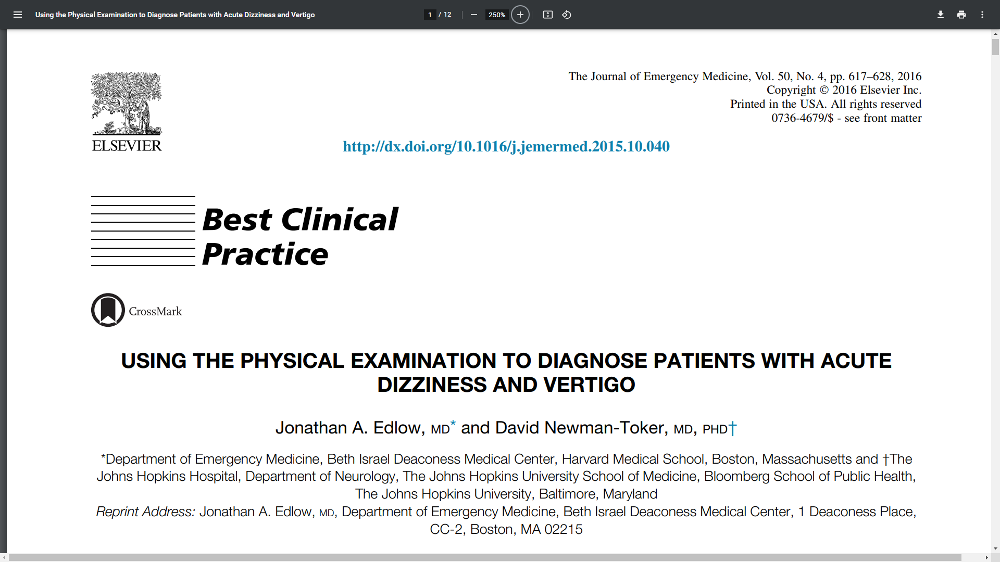 Using the Physical Examination to Diagnose Patients with Acute Dizziness and Vertigo
1 / 12
250%
The Journal of Emergency Medicine, Vol. 50, No. 4, pp. 617–628, 2016
Copyright © 2016 Elsevier Inc.
Printed in the USA. All rights reserved
0736-4679/$ - see front matter
NON SOLUS
ELSEVIER
http://dx.doi.org/10.1016/j.jemermed.2015.10.040
Best Clinical
Practice
CrossMark
USING THE PHYSICAL EXAMINATION TO DIAGNOSE PATIENTS WITH ACUTE
DIZZINESS AND VERTIGO
Jonathan A. Edlow, MD* and David Newman-Toker, MD, PHD†
*Department of Emergency Medicine, Beth Israel Deaconess Medical Center, Harvard Medical School, Boston, Massachusetts and †The
Johns Hopkins Hospital, Department of Neurology, The Johns Hopkins University School of Medicine, Bloomberg School of Public Health,
The Johns Hopkins University, Baltimore, Maryland
Reprint Address: Jonathan A. Edlow, MD, Department of Emergency Medicine, Beth Israel Deaconess Medical Center, 1 Deaconess Place,
CC-2, Boston, MA 02215